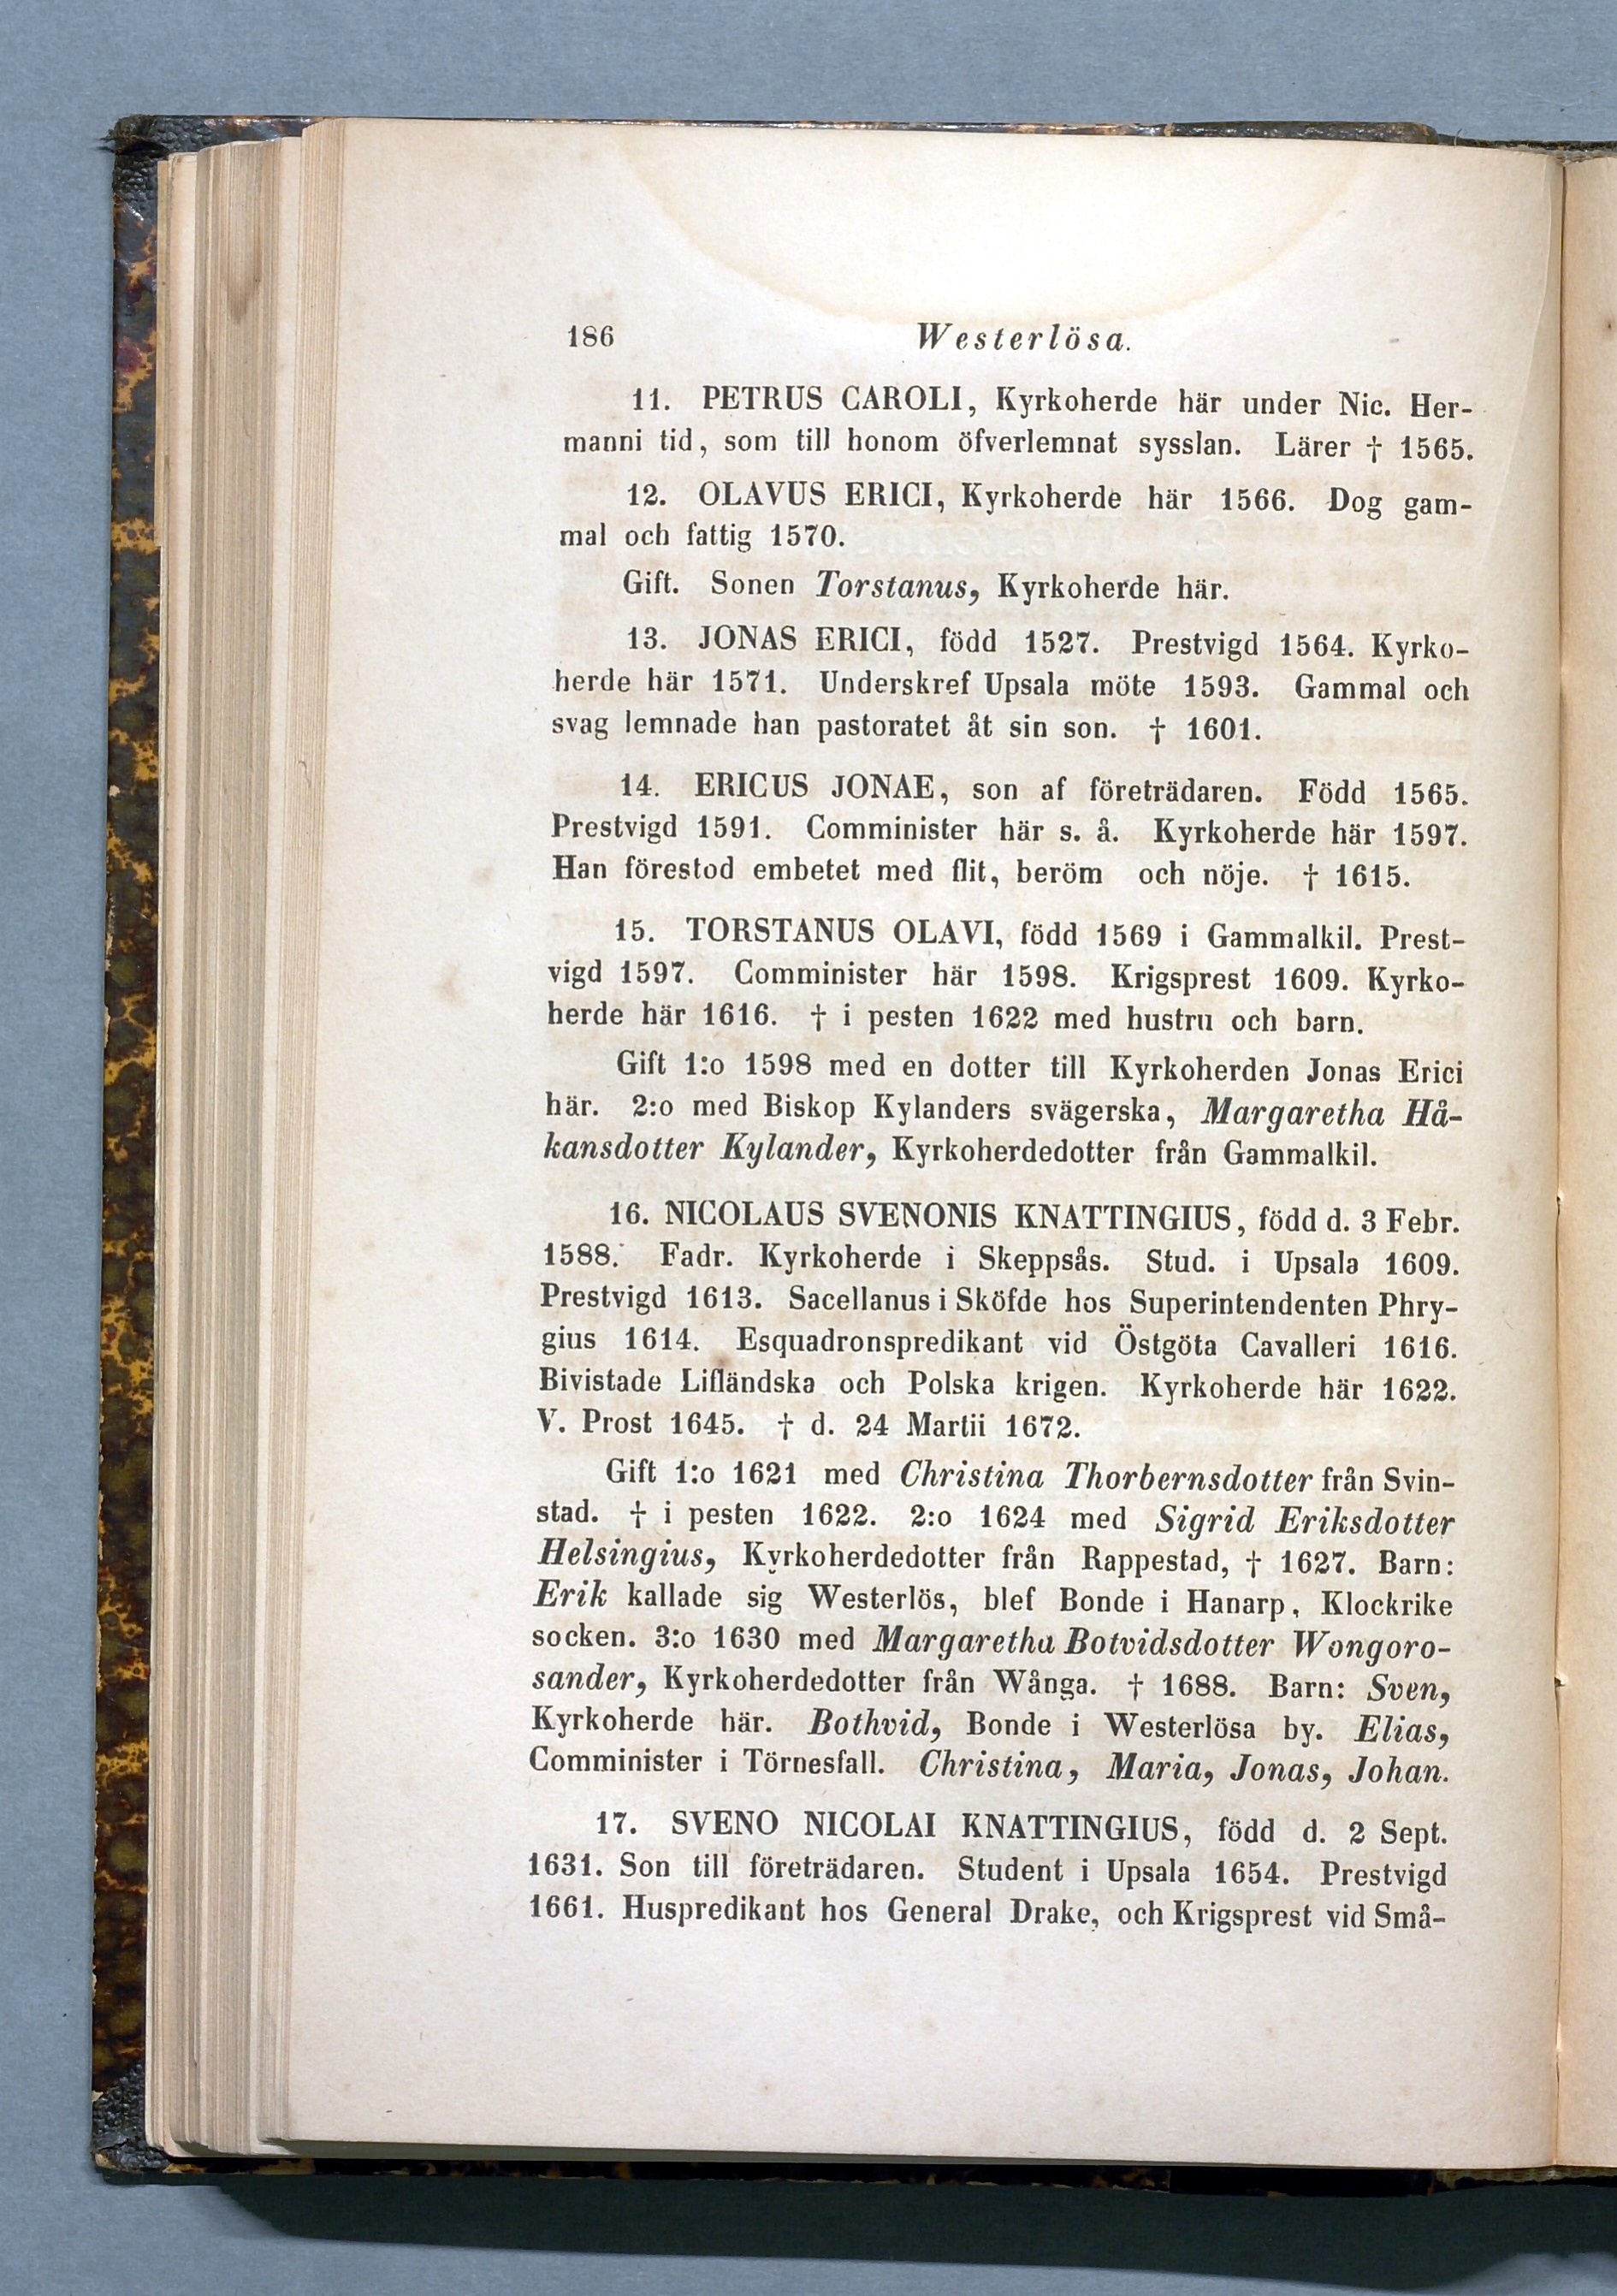 186 Westerlösa.
11. PETRUS CAROLI, Kyrkoherde här under Nic. Her-
manni tid, som till honom öfverlemnat sysslan. Lärer † 1565.
12. OLAVUS ERICI, Kyrkoherde här 1566. Dog gam-
mal och fattig 1570.
Gift. Sonen Torstanus, Kyrkoherde här.
13. JONAS ERICI, född 1527. Prestvigd 1564. Kyrko-
herde här 1571. Underskref Upsala möte 1593. Gammal och
svag lemnade han pastoratet åt sin son. † 1601.
14. ERICUS JONAE, son af företrädaren. Född 1565.
Prestvigd 1591. Comminister här s. å. Kyrkoherde här 1597.
Han förestod embetet med flit, beröm och nöje. † 1615.
15. TORSTANUS OLAVI, född 1569 i Gammalkil. Prest-
vigd 1597. Comminister här 1598. Krigsprest 1609. Kyrko-
herde här 1616. † i pesten 1622 med hustru och barn.
Gift 1:o 1598 med en dotter till Kyrkoherden Jonas Erici
här. 2:o med Biskop Kylanders svägerska, Margaretha Hå-
kansdotter Kylander, Kyrkoherdedotter från Gammalkil.
16. NICOLAUS SVENONIS KNATTINGIUS, född d. 3 Febr.
1588. Fadr. Kyrkoherde i Skeppsås. Stud. i Upsala 1609.
Prestvigd 1613. Sacellanus i Sköfde hos Superintendenten Phry-
gius 1614. Esquadronspredikant vid Östgöta Cavalleri 1616.
Bivistade Lifländska och Polska krigen. Kyrkoherde här 1622.
V. Prost 1645. † d. 24 Martii 1672.
Gift 1:o 1621 med Christina Thorbernsdotter från Svin-
stad. † i pesten 1622. 2:o 1624 med Sigrid Eriksdotter
Helsingius, Kyrkoherdedotter från Rappestad, † 1627. Barn:
Erik kallade sig Westerlös, blef Bonde i Hanarp, Klockrike
socken. 3:o 1630 med Margaretha Botvidsdotter Wongoro-
sander, Kyrkoherdedotter från Wånga. † 1688. Barn: Sven,
Kyrkoherde här. Bothvid, Bonde i Westerlösa by. Elias,
Comminister i Törnesfall. Christina, Maria, Jonas, Johan.
17. SVENO NICOLAI KNATTINGIUS, född d. 2 Sept.
1631. Son till företrädaren. Student i Upsala 1654. Prestvigd
1661. Huspredikant hos General Drake, och Krigsprest vid Små-